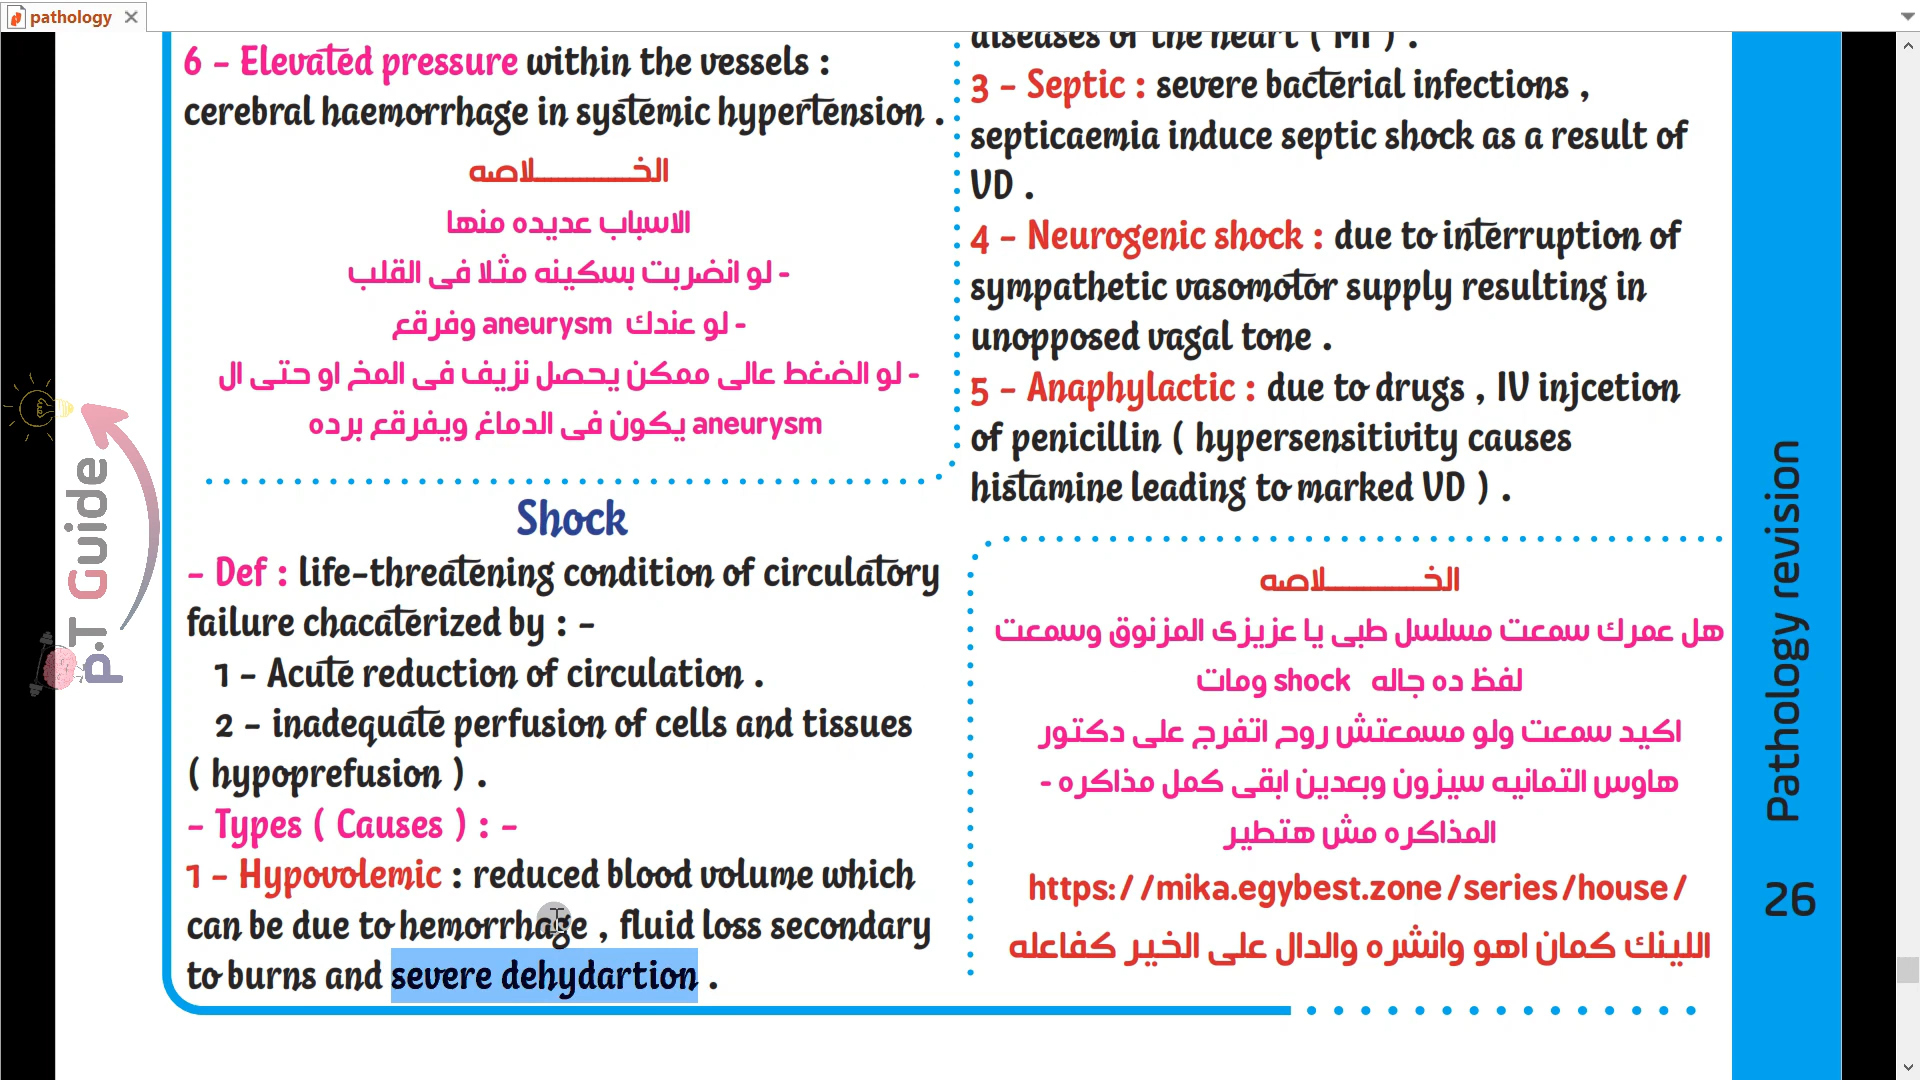 pathology
6 - Elevated pressure within the vessels :
cerebral haemorrhage in systemic hypertension .
الخـــــــــــلاصه
الاسباب عديده منها
- لو انضربت بسكينه مثلا فى القلب
- لو عندك aneurysm وفرقع
- لو الضغط عالى ممكن يحصل نزيف فى المخ او حتى ال
aneurysm يكون فى الدماغ ويفرقع برده
Shock
- Def : life-threatening condition of circulatory
failure chacaterized by : -
1 - Acute reduction of circulation .
2 - inadequate perfusion of cells and tissues
( hypoprefusion ) .
- Types ( Causes ) : -
1 - Hypovolemic : reduced blood volume which
can be due to hemorrhage , fluid loss secondary
to burns and severe dehydartion .
diseases of the heart ( MI ) .
3 - Septic : severe bacterial infections ,
septicaemia induce septic shock as a result of
VD .
4 - Neurogenic shock : due to interruption of
sympathetic vasomotor supply resulting in
unopposed vagal tone .
5 - Anaphylactic : due to drugs , IV injcetion
of penicillin ( hypersensitivity causes
histamine leading to marked VD ) .
الخـــــــــــلاصه
هل عمرك سمعت مسلسل طبى يا عزيزى المزنوق وسمعت
لفظ ده جاله shock ومات
اكيد سمعت ولو مسمعتش روح اتفرج على دكتور
هاوس التمانيه سيزون وبعدين ابقى كمل مذاكره -
المذاكره مش هتطير
https://mika.egybest.zone/series/house/
اللينك كمان اهو وانشره والدال على الخير كفاعله
Pathology revision
26
P.T Guide